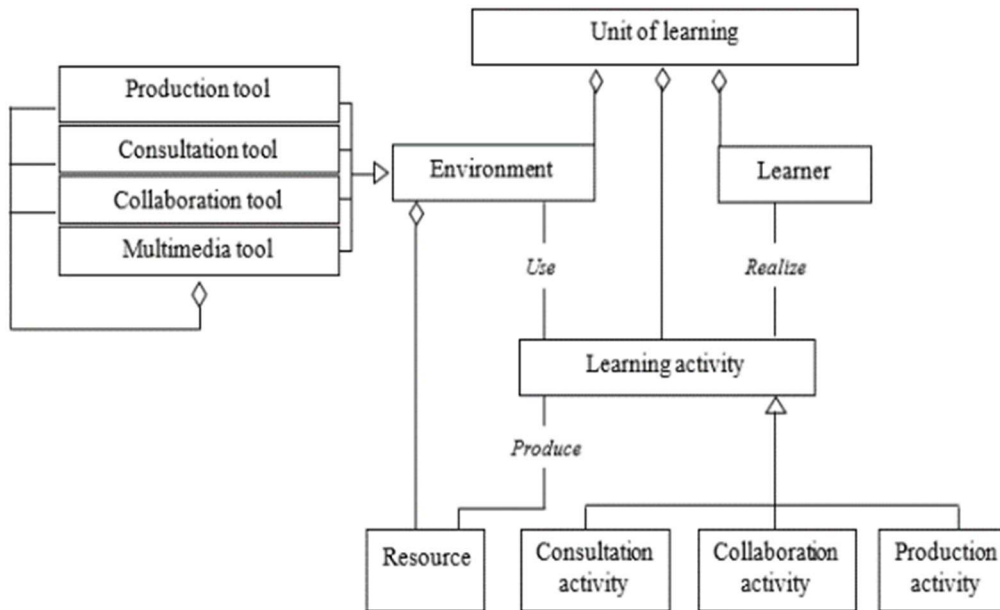 Unit of learning
Production tool
Consultation tool
Collaboration tool
Multimedia tool
Environment
Learner
Use
Realize
Learning activity
Produce
Resource
Consultation
activity
Collaboration
activity
Production
activity